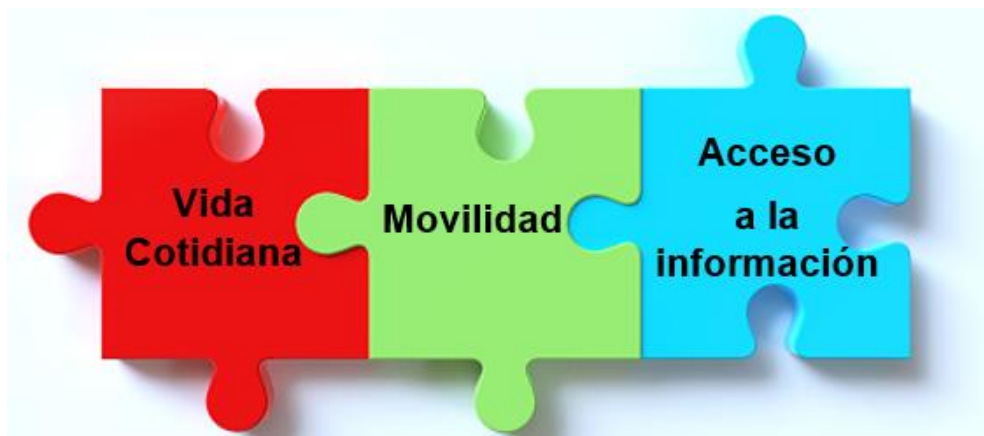 Vida
Cotidiana
Movilidad
Acceso
a la
información